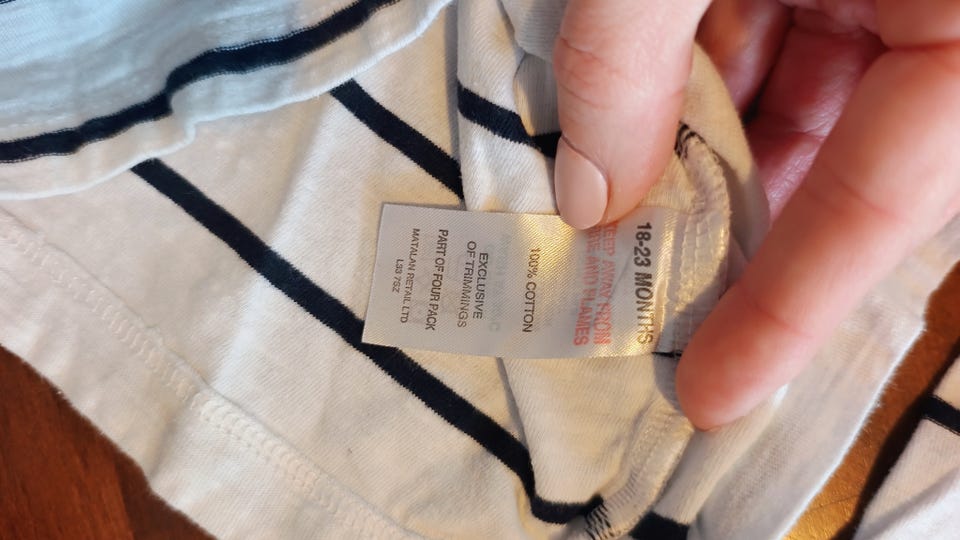 18-23 MONTHS
KEEP AWAY FROM
FIRE AND FLAMES
100% COTTON
EXCLUSIVE
OF TRIMMINGS
PART OF FOUR PACK
MATALAN RETAIL LTD
L33 7SZ